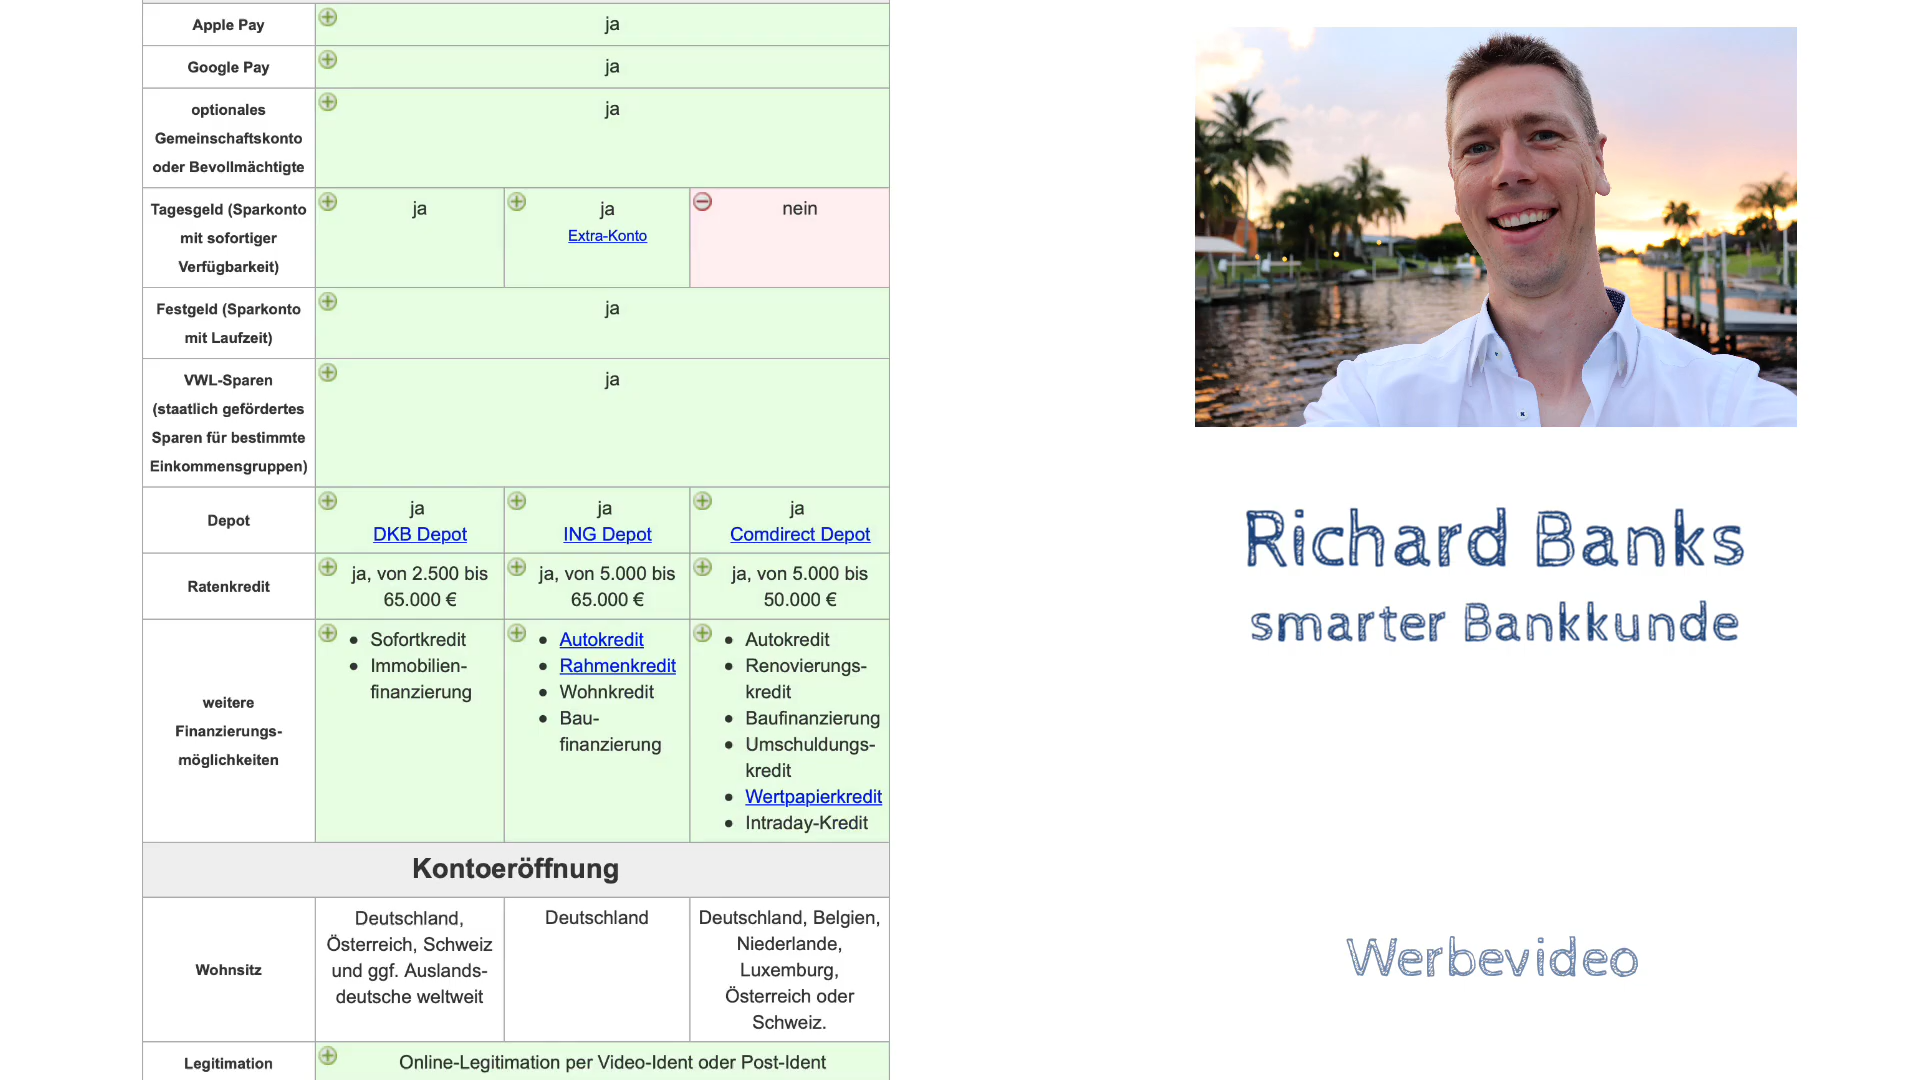 Apple Pay
ja
Google Pay
ja
optionales
Gemeinschaftskonto
oder Bevollmächtigte
ja
Tagesgeld (Sparkonto
mit sofortiger
Verfügbarkeit)
ja
ja
Extra-Konto
nein
Festgeld (Sparkonto
mit Laufzeit)
ja
VWL-Sparen
(staatlich gefördertes
Sparen für bestimmte
Einkommensgruppen)
ja
Depot
ja
DKB Depot
ja
ING Depot
ja
Comdirect Depot
Ratenkredit
ja, von 2.500 bis
65.000 €
ja, von 5.000 bis
65.000 €
ja, von 5.000 bis
50.000 €
weitere
Finanzierungs-
möglichkeiten
• Sofortkredit
• Immobilien-
finanzierung
• Autokredit
• Rahmenkredit
• Wohnkredit
• Bau-
finanzierung
• Autokredit
• Renovierungs-
kredit
• Baufinanzierung
• Umschuldungs-
kredit
• Wertpapierkredit
• Intraday-Kredit
Kontoeröffnung
Wohnsitz
Deutschland,
Österreich, Schweiz
und ggf. Auslands-
deutsche weltweit
Deutschland
Deutschland, Belgien,
Niederlande,
Luxemburg,
Österreich oder
Schweiz.
Legitimation
Online-Legitimation per Video-Ident oder Post-Ident
Richard Banks
smarter Bankkunde
Werbevideo